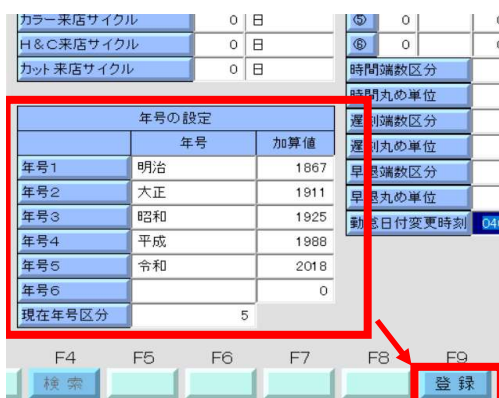 カラー来店サイクル 0 日
H&C来店サイクル 0 日
カット来店サイクル 0 日
年号の設定
年号 加算値
年号1 明治 1867
年号2 大正 1911
年号3 昭和 1925
年号4 平成 1988
年号5 令和 2018
年号6 0
現在年号区分 5
⑤ 0
⑥ 0
時間端数区分
時間丸め単位
遅刻端数区分
遅刻丸め単位
早退端数区分
早退丸め単位
勤怠日付変更時刻 040
F4 F5 F6 F7 F8 F9
検索 登録